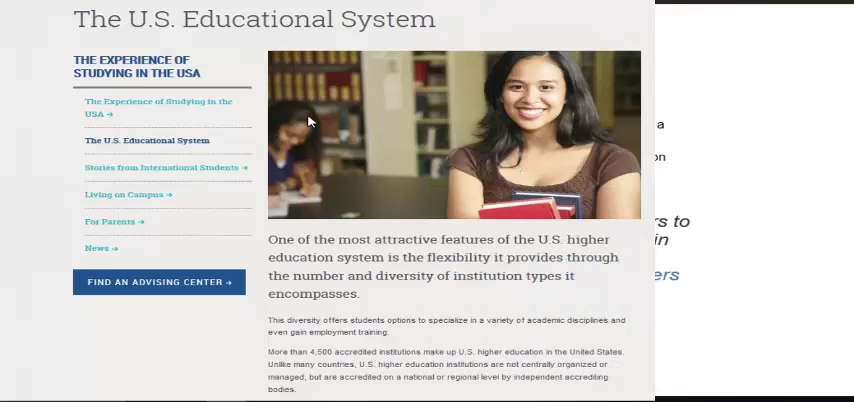 The U.S. Educational System
THE EXPERIENCE OF
STUDYING IN THE USA
The Experience of Studying in the
USA →
The U.S. Educational System
Stories from International Students →
Living on Campus →
For Parents →
News →
FIND AN ADVISING CENTER →
One of the most attractive features of the U.S. higher
education system is the flexibility it provides through
the number and diversity of institution types it
encompasses.
This diversity offers students options to specialize in a variety of academic disciplines and
even gain employment training.
More than 4,500 accredited institutions make up U.S. higher education in the United States.
Unlike many countries, U.S. higher education institutions are not centrally organized or
managed, but are accredited on a national or regional level by independent accrediting
bodies.
a
on
rs to
in
ers